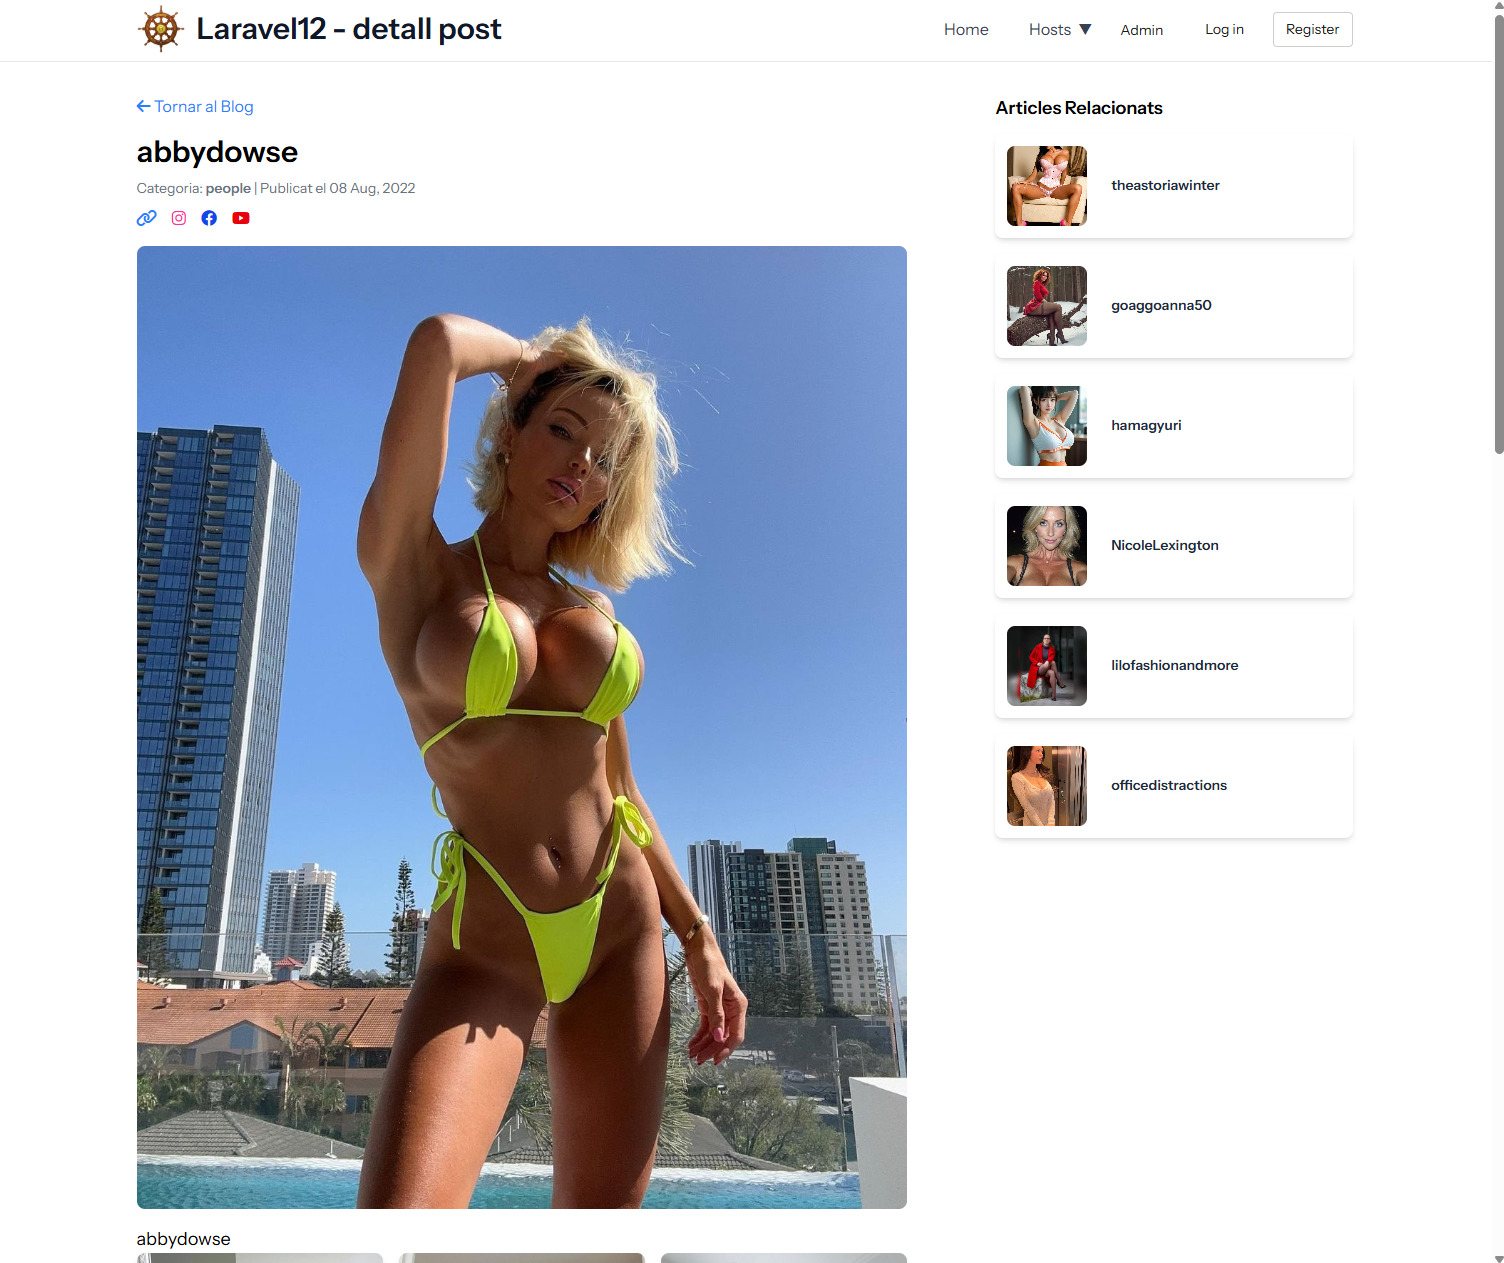 Laravel12 - detall post
Home
Hosts ▼
Admin
Log in
Register
← Tornar al Blog
abbydowse
Categoria: people | Publicat el 08 Aug, 2022
abbydowse
Articles Relacionats
theastoriawinter
goaggoanna50
hamagyuri
NicoleLexington
lilofashionandmore
officedistractions